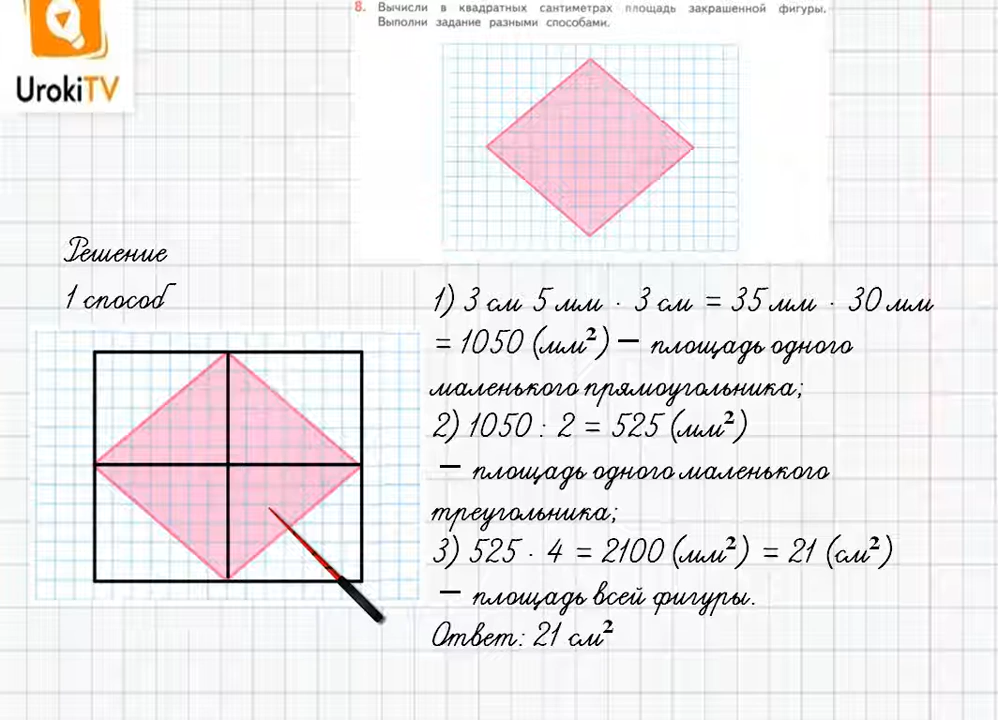 8. Вычисли в квадратных сантиметрах площадь закрашенной фигуры.
Выполни задание разными способами.
UrokiTV
Решение
1 способ
1) 3 см 5 мм · 3 см = 35 мм · 30 мм
= 1050 (мм²) — площадь одного
маленького прямоугольника;
2) 1050 : 2 = 525 (мм²)
— площадь одного маленького
треугольника;
3) 525 · 4 = 2100 (мм²) = 21 (см²)
— площадь всей фигуры.
Ответ: 21 см²